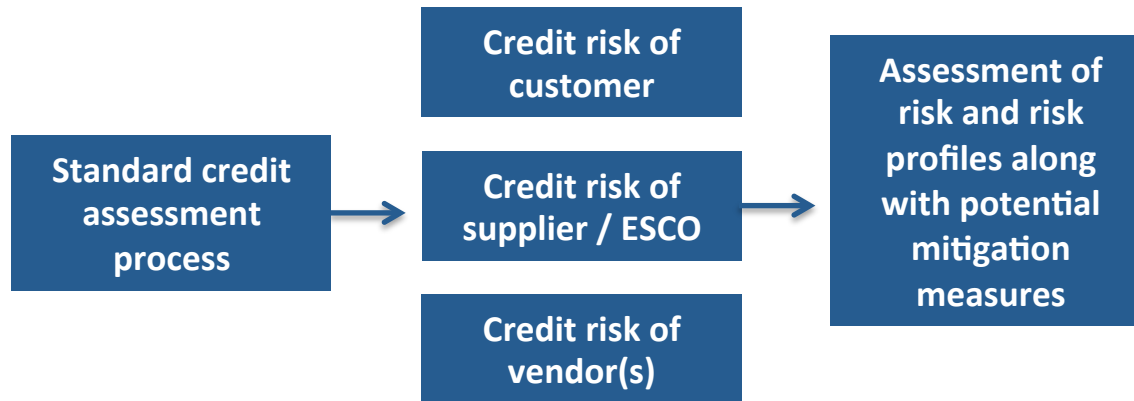 Standard credit
assessment
process
Credit risk of
customer
Credit risk of
supplier / ESCO
Credit risk of
vendor(s)
Assessment of
risk and risk
profiles along
with potential
mitigation
measures